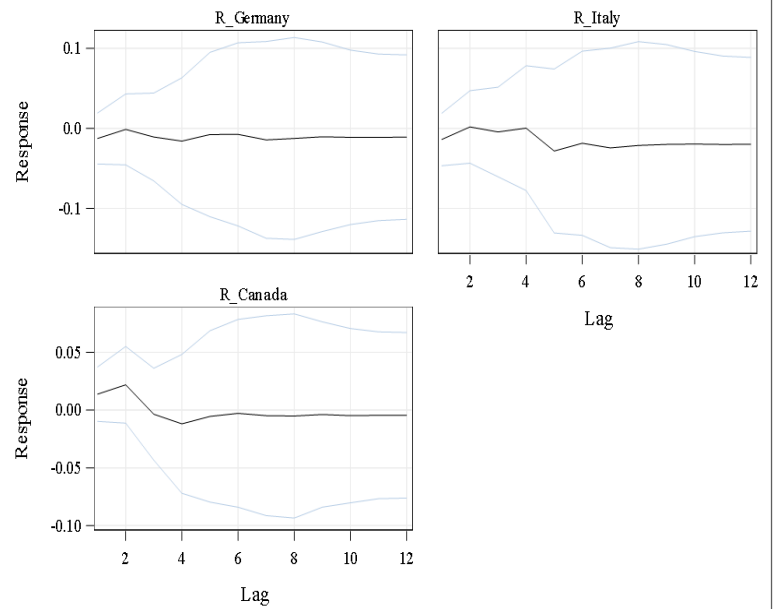 R_Germany
R_Italy
Response
0.1
0.0
-0.1
2 4 6 8 10 12
Lag
R_Canada
Response
0.05
0.00
-0.05
-0.10
2 4 6 8 10 12
Lag